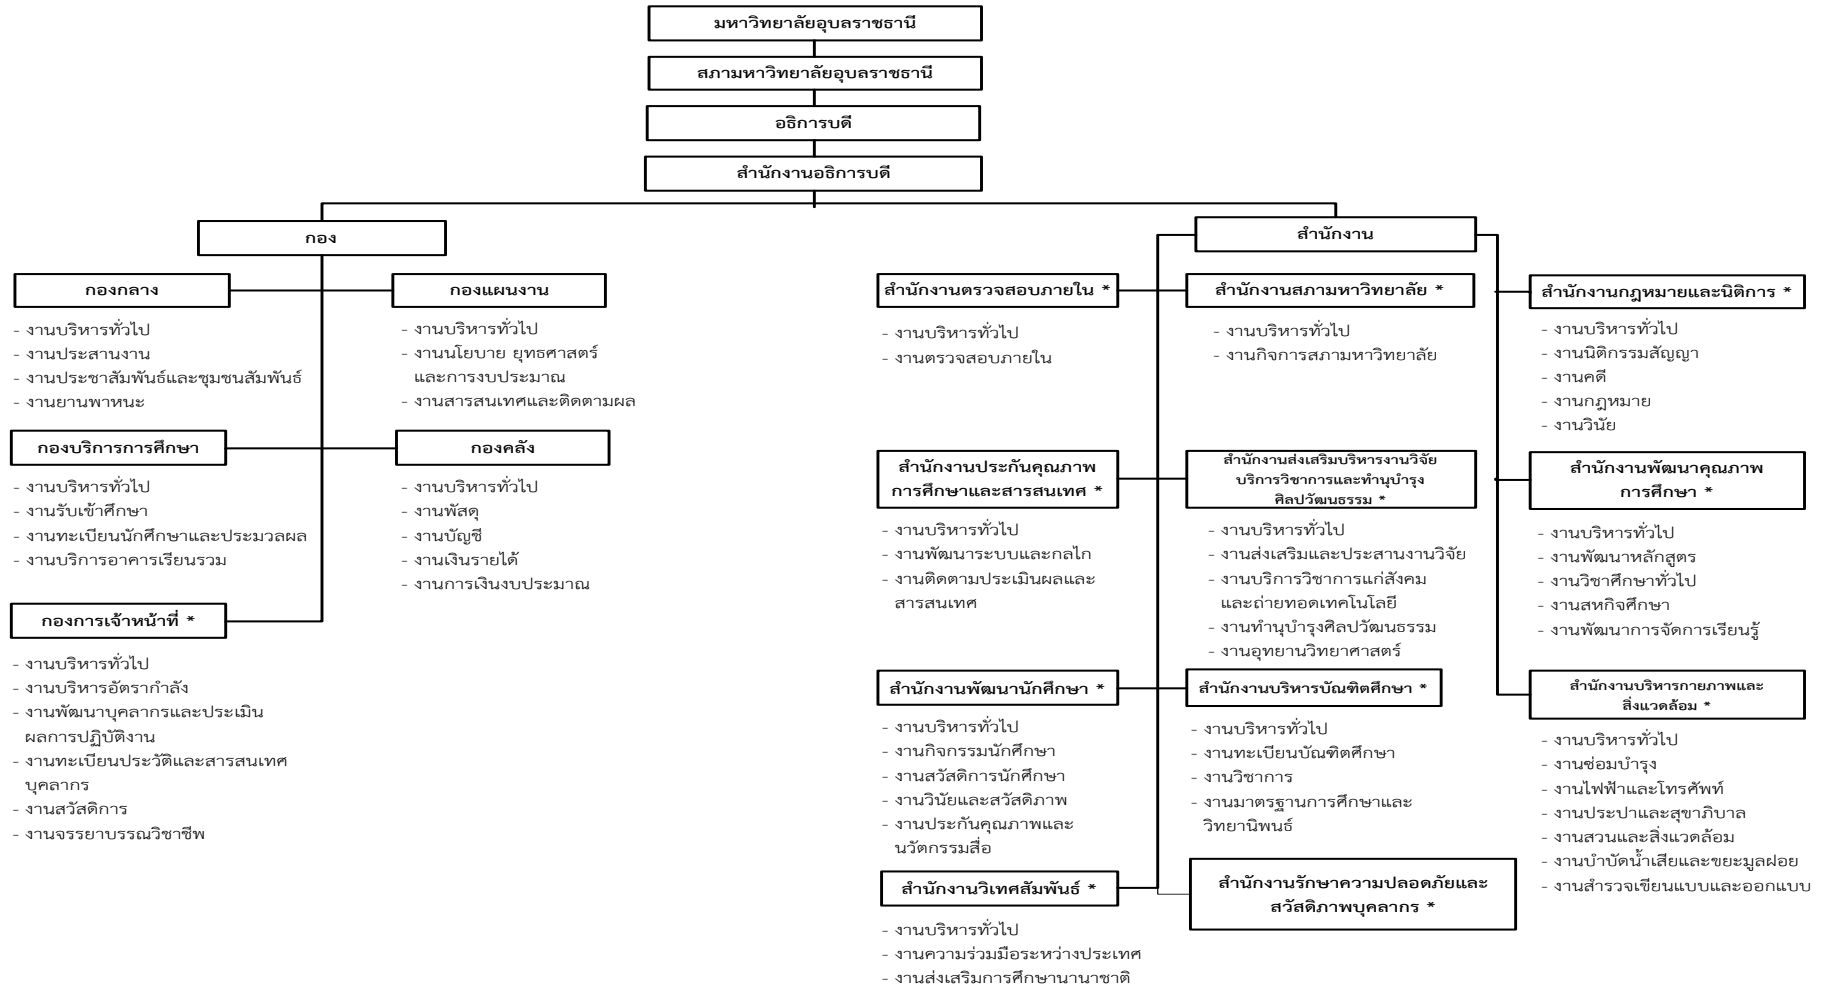 มหาวิทยาลัยอุบลราชธานี
สภามหาวิทยาลัยอุบลราชธานี
อธิการบดี
สำนักงานอธิการบดี
กอง
กองกลาง
- งานบริหารทั่วไป
- งานประสานงาน
- งานประชาสัมพันธ์และชุมชนสัมพันธ์
- งานยานพาหนะ
กองแผนงาน
- งานบริหารทั่วไป
- งานนโยบาย ยุทธศาสตร์
และการงบประมาณ
- งานสารสนเทศและติดตามผล
กองบริการการศึกษา
- งานบริหารทั่วไป
- งานรับเข้าศึกษา
- งานทะเบียนนักศึกษาและประมวลผล
- งานบริการอาคารเรียนรวม
กองคลัง
- งานบริหารทั่วไป
- งานพัสดุ
- งานบัญชี
- งานเงินรายได้
- งานการเงินงบประมาณ
กองการเจ้าหน้าที่ *
- งานบริหารทั่วไป
- งานบริหารอัตรากำลัง
- งานพัฒนาบุคลากรและประเมิน
ผลการปฏิบัติงาน
- งานทะเบียนประวัติและสารสนเทศ
บุคลากร
- งานสวัสดิการ
- งานจรรยาบรรณวิชาชีพ
สำนักงาน
สำนักงานตรวจสอบภายใน *
- งานบริหารทั่วไป
- งานตรวจสอบภายใน
สำนักงานสภามหาวิทยาลัย *
- งานบริหารทั่วไป
- งานกิจการสภามหาวิทยาลัย
สำนักงานกฎหมายและนิติการ *
- งานบริหารทั่วไป
- งานนิติกรรมสัญญา
- งานคดี
- งานกฎหมาย
- งานวินัย
สำนักงานประกันคุณภาพ
การศึกษาและสารสนเทศ *
- งานบริหารทั่วไป
- งานพัฒนาระบบและกลไก
- งานติดตามประเมินผลและ
สารสนเทศ
สำนักงานส่งเสริมบริหารงานวิจัย
บริการวิชาการและทำนุบำรุง
ศิลปวัฒนธรรม *
- งานบริหารทั่วไป
- งานส่งเสริมและประสานงานวิจัย
- งานบริการวิชาการแก่สังคม
และถ่ายทอดเทคโนโลยี
- งานทำนุบำรุงศิลปวัฒนธรรม
- งานอุทยานวิทยาศาสตร์
สำนักงานพัฒนาคุณภาพ
การศึกษา *
- งานบริหารทั่วไป
- งานพัฒนาหลักสูตร
- งานวิชาศึกษาทั่วไป
- งานสหกิจศึกษา
- งานพัฒนาการจัดการเรียนรู้
สำนักงานพัฒนานักศึกษา *
- งานบริหารทั่วไป
- งานกิจกรรมนักศึกษา
- งานสวัสดิการนักศึกษา
- งานวินัยและสวัสดิภาพ
- งานประกันคุณภาพและ
นวัตกรรมสื่อ
สำนักงานบริหารบัณฑิตศึกษา *
- งานบริหารทั่วไป
- งานทะเบียนบัณฑิตศึกษา
- งานวิชาการ
- งานมาตรฐานการศึกษาและ
วิทยานิพนธ์
สำนักงานบริหารกายภาพและ
สิ่งแวดล้อม *
- งานบริหารทั่วไป
- งานซ่อมบำรุง
- งานไฟฟ้าและโทรศัพท์
- งานประปาและสุขาภิบาล
- งานสวนและสิ่งแวดล้อม
- งานบำบัดน้ำเสียและขยะมูลฝอย
- งานสำรวจเขียนแบบและออกแบบ
สำนักงานวิเทศสัมพันธ์ *
- งานบริหารทั่วไป
- งานความร่วมมือระหว่างประเทศ
- งานส่งเสริมการศึกษานานาชาติ
สำนักงานรักษาความปลอดภัยและ
สวัสดิภาพบุคลากร *